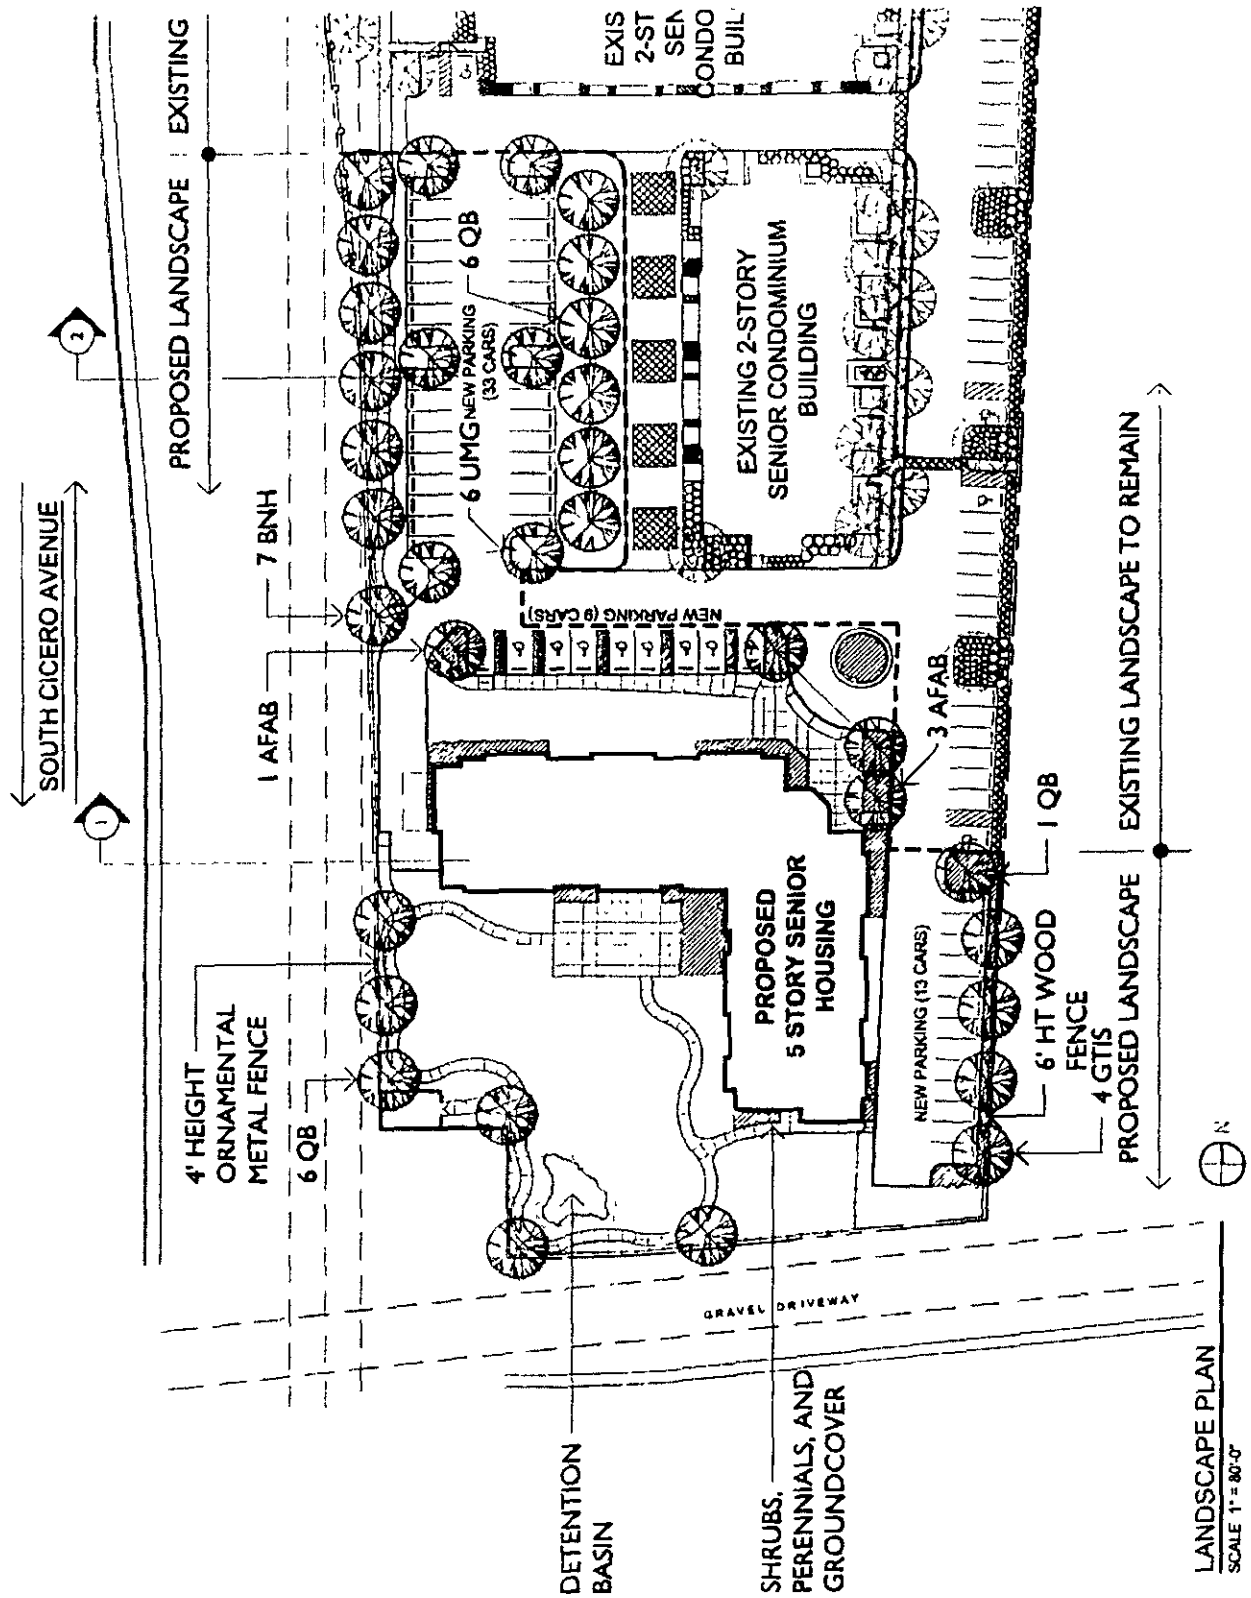 SOUTH CICERO AVENUE
PROPOSED LANDSCAPE
EXISTING
2
1
4' HEIGHT
ORNAMENTAL
METAL FENCE
6 QB
1 AFAB
7 BNH
6 UMG
NEW PARKING
(33 CARS)
6 QB
EXIS
2-ST
SEN
CONDO
BUIL
NEW PARKING (9 CARS)
EXISTING 2-STORY
SENIOR CONDOMINIUM
BUILDING
PROPOSED
5 STORY SENIOR
HOUSING
3 AFAB
NEW PARKING (13 CARS)
1 QB
6' HT WOOD
FENCE
4 GTIS
PROPOSED LANDSCAPE
EXISTING LANDSCAPE TO REMAIN
DETENTION
BASIN
GRAVEL DRIVEWAY
SHRUBS,
PERENNIALS, AND
GROUNDCOVER
LANDSCAPE PLAN
SCALE 1" = 80'-0"
N